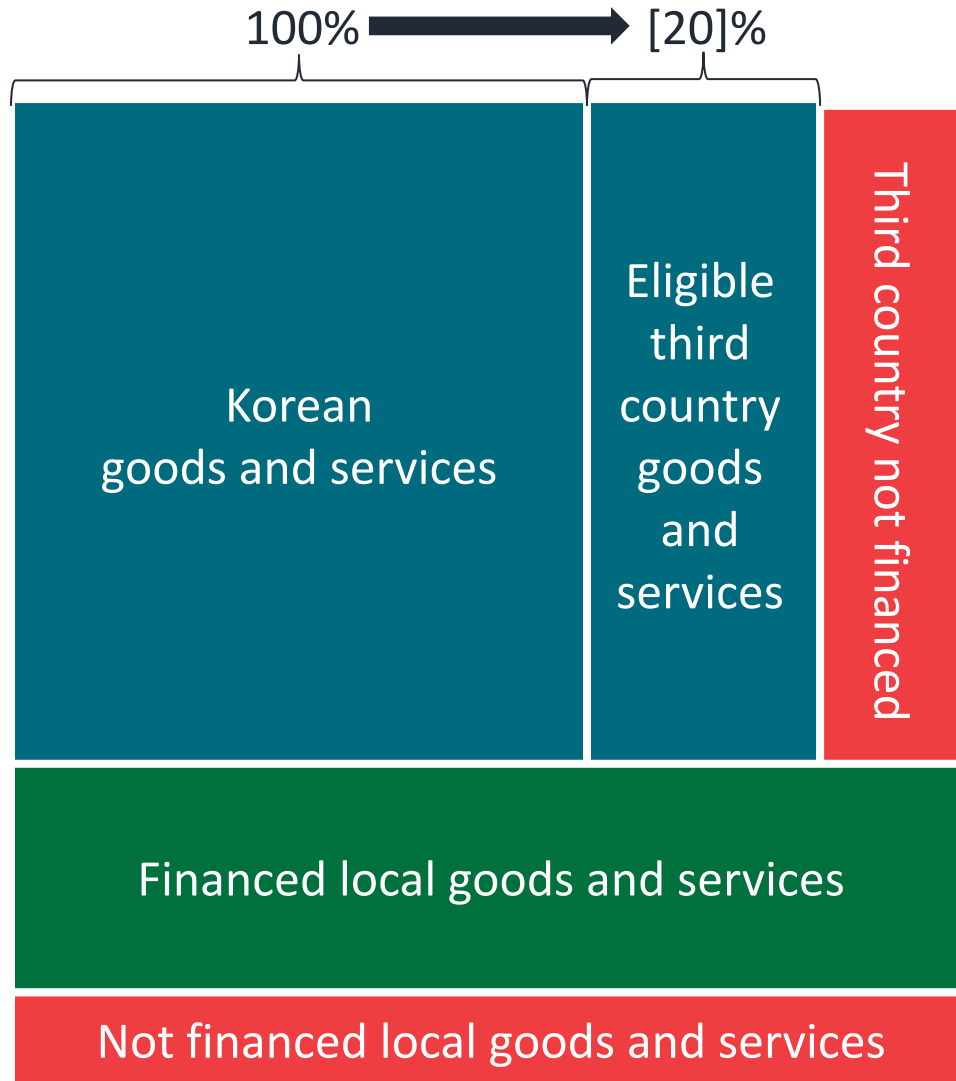 100% [20]%
Korean
goods and services
Eligible
third
country
goods
and
services
Third country not financed
Financed local goods and services
Not financed local goods and services